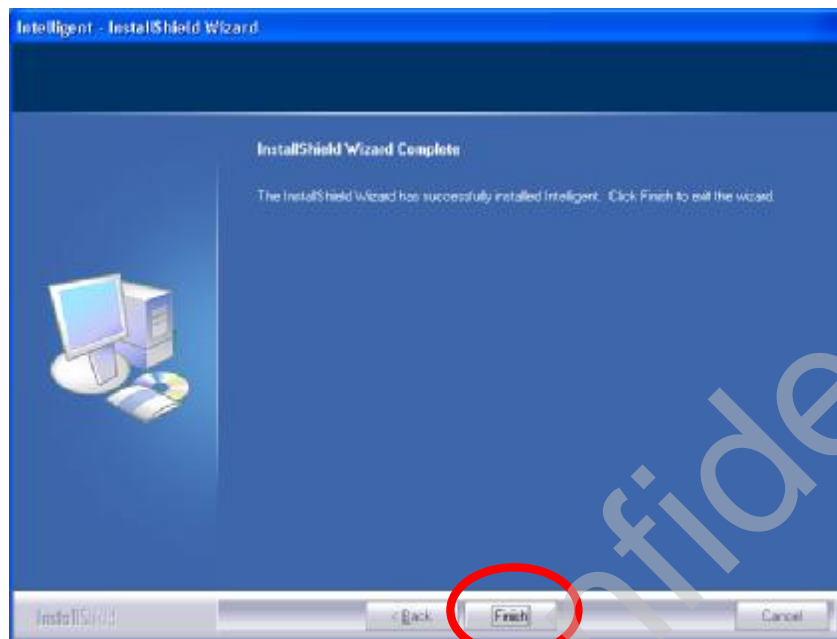 Intelligent - InstallShield Wizard
InstallShield Wizard Complete
The InstallShield Wizard has successfully installed Intelligent. Click Finish to exit the wizard.
InstallShield
< Back
Finish
Cancel
nfide